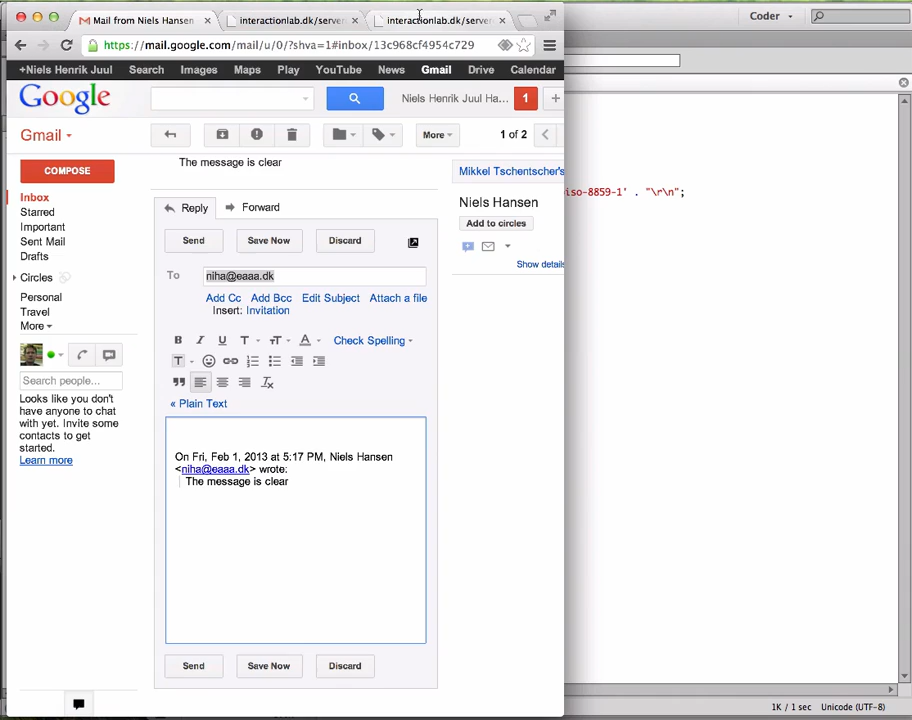 Mail from Niels Hansen
interactionlab.dk/server
interactionlab.dk/server
Coder
https://mail.google.com/mail/u/0/?shva=1#inbox/13c968cf4954c729
+Niels Henrik Juul
Search
Images
Maps
Play
YouTube
News
Gmail
Drive
Calendar
Google
Niels Henrik Juul Ha...
1
+
Gmail
More
1 of 2
The message is clear
COMPOSE
Mikkel Tschentscher's
iso-8859-1' . "\r\n";
Inbox
Starred
Important
Sent Mail
Drafts
Circles
Personal
Travel
More
Reply
Forward
Niels Hansen
Add to circles
Show details
Send
Save Now
Discard
To
niha@eaaa.dk
Add Cc
Add Bcc
Edit Subject
Attach a file
Insert: Invitation
B I U T T A Check Spelling
T
« Plain Text
Search people...
Looks like you don't
have anyone to chat
with yet. Invite some
contacts to get
started.
Learn more
On Fri, Feb 1, 2013 at 5:17 PM, Niels Hansen
<niha@eaaa.dk> wrote:
The message is clear
Send
Save Now
Discard
1K / 1 sec
Unicode (UTF-8)